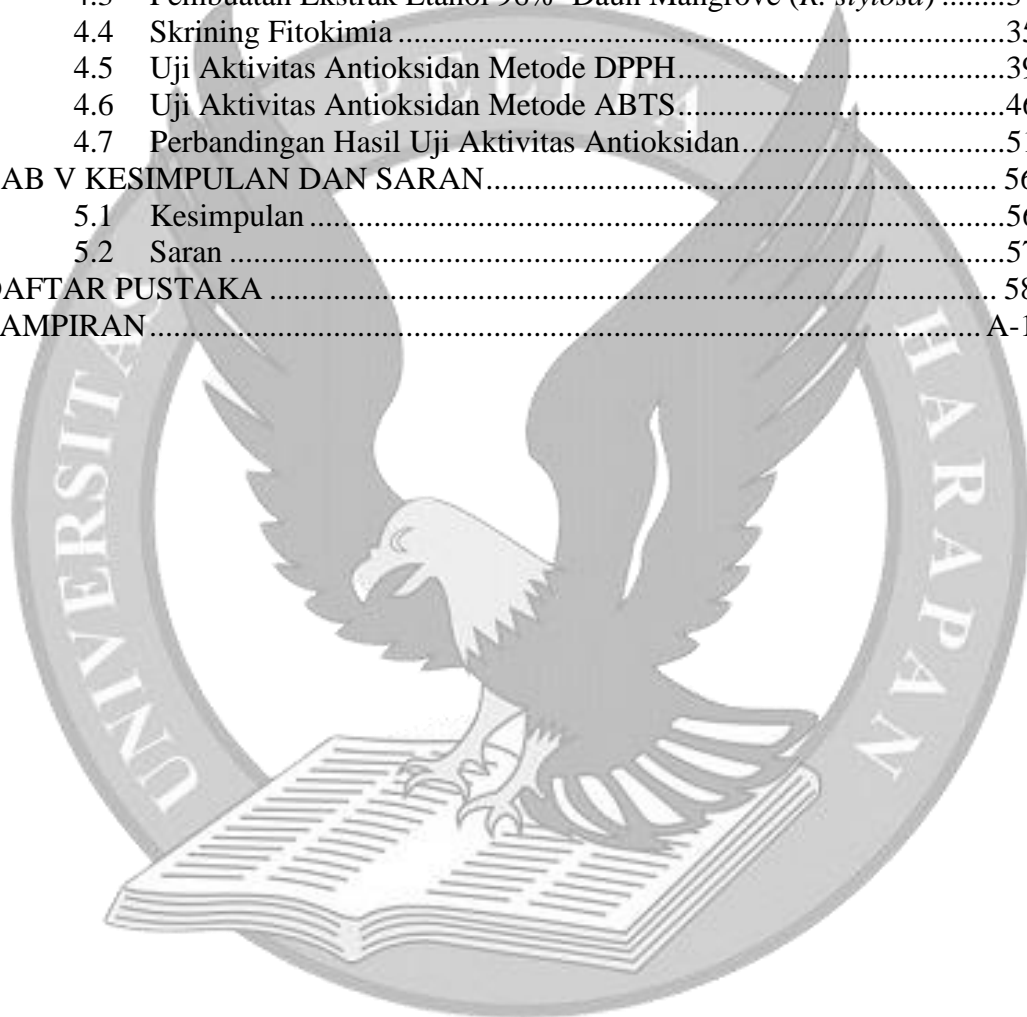 4.3 Pembuatan Ekstrak Etanol 96% Daun Mangrove (R. stylosa) ........3
4.4 Skrining Fitokimia ........35
4.5 Uji Aktivitas Antioksidan Metode DPPH ........39
4.6 Uji Aktivitas Antioksidan Metode ABTS ........46
4.7 Perbandingan Hasil Uji Aktivitas Antioksidan ........51
AB V KESIMPULAN DAN SARAN ........ 56
5.1 Kesimpulan ........56
5.2 Saran ........57
DAFTAR PUSTAKA ........ 58
AMPIRAN ........ A-1
UNIVERSITAS PELITA HARAPAN